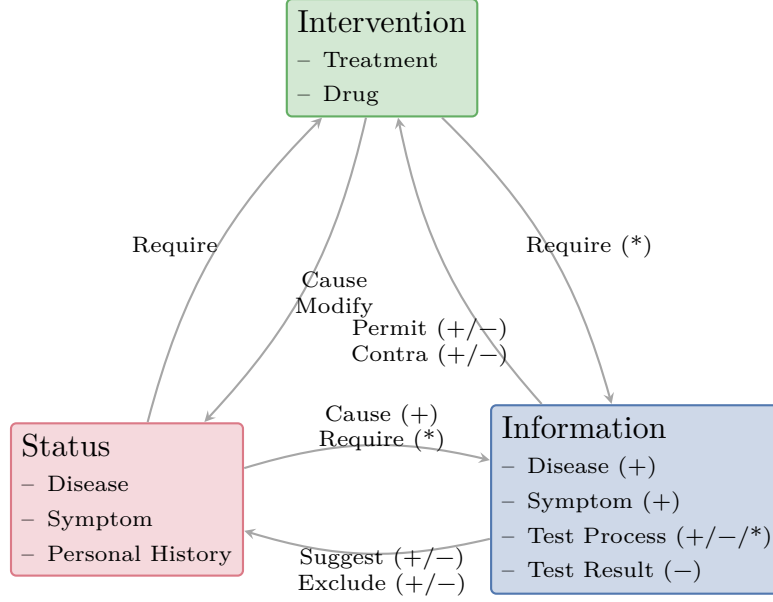 Intervention
– Treatment
– Drug
Require
Require (*)
Cause
Modify
Permit (+/−)
Contra (+/−)
Cause (+)
Require (*)
Status
– Disease
– Symptom
– Personal History
Information
– Disease (+)
– Symptom (+)
– Test Process (+/−/*)
– Test Result (−)
Suggest (+/−)
Exclude (+/−)